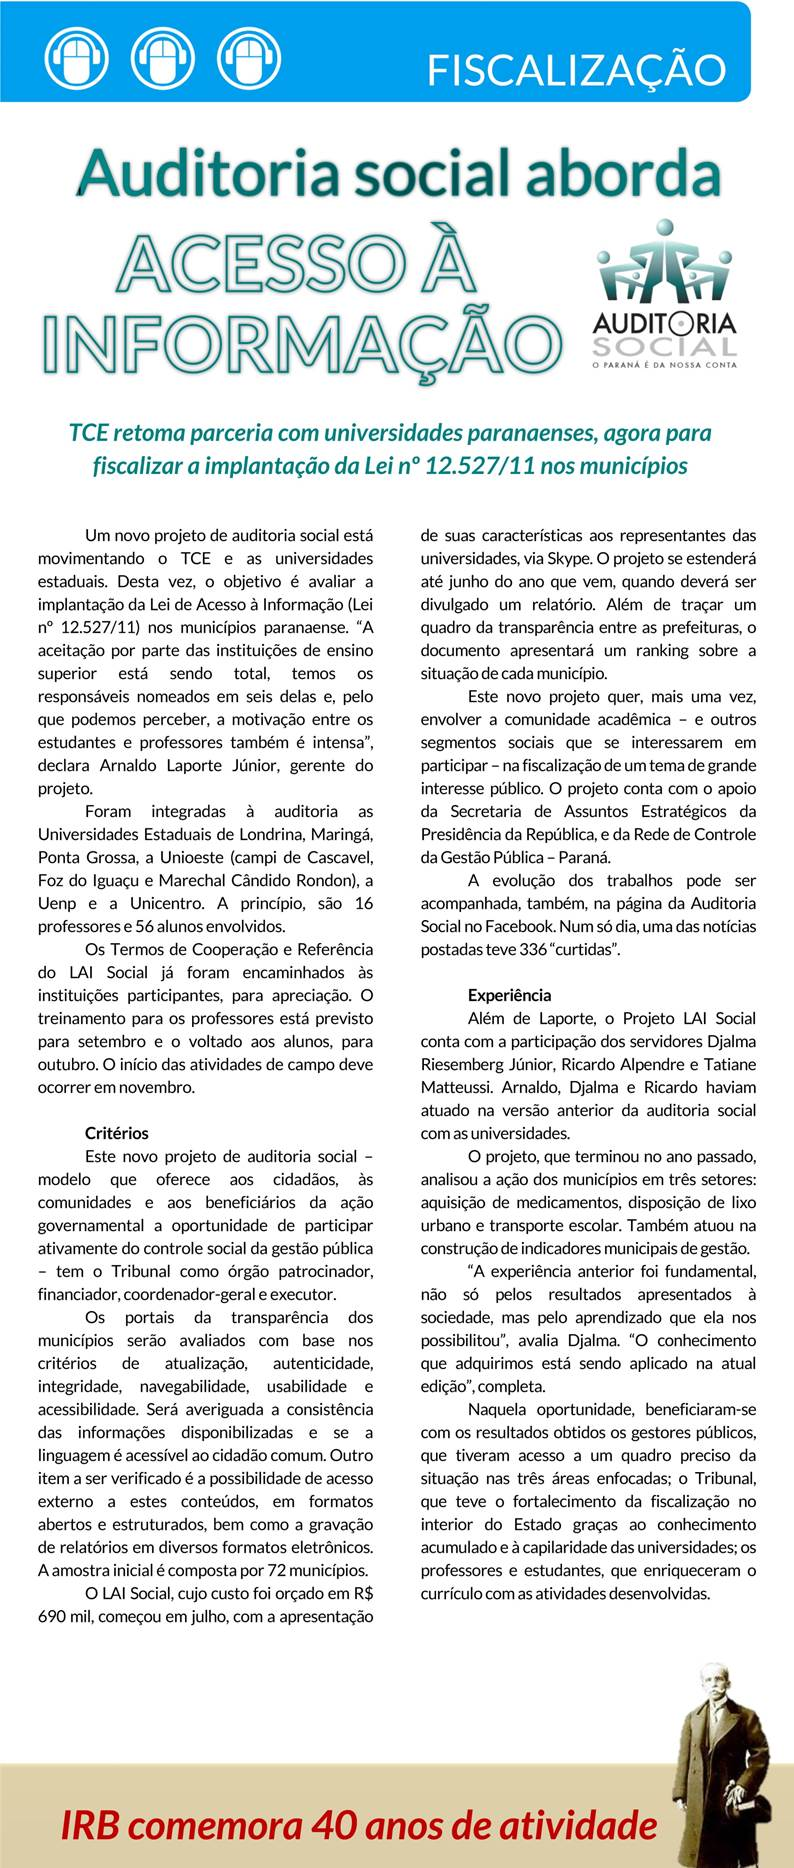 FISCALIZAÇÃO
Auditoria social aborda
ACESSO À
INFORMAÇÃO
AUDITORIA
SOCIAL
O PARANÁ É DA NOSSA CONTA
TCE retoma parceria com universidades paranaenses, agora para
fiscalizar a implantação da Lei nº 12.527/11 nos municípios
Um novo projeto de auditoria social está
movimentando o TCE e as universidades
estaduais. Desta vez, o objetivo é avaliar a
implantação da Lei de Acesso à Informação (Lei
nº 12.527/11) nos municípios paranaense. “A
aceitação por parte das instituições de ensino
superior está sendo total, temos os
responsáveis nomeados em seis delas e, pelo
que podemos perceber, a motivação entre os
estudantes e professores também é intensa”,
declara Arnaldo Laporte Júnior, gerente do
projeto.
Foram integradas à auditoria as
Universidades Estaduais de Londrina, Maringá,
Ponta Grossa, a Unioeste (campi de Cascavel,
Foz do Iguaçu e Marechal Cândido Rondon), a
Uenp e a Unicentro. A princípio, são 16
professores e 56 alunos envolvidos.
Os Termos de Cooperação e Referência
do LAI Social já foram encaminhados às
instituições participantes, para apreciação. O
treinamento para os professores está previsto
para setembro e o voltado aos alunos, para
outubro. O início das atividades de campo deve
ocorrer em novembro.
Critérios
Este novo projeto de auditoria social –
modelo que oferece aos cidadãos, às
comunidades e aos beneficiários da ação
governamental a oportunidade de participar
ativamente do controle social da gestão pública
– tem o Tribunal como órgão patrocinador,
financiador, coordenador-geral e executor.
Os portais da transparência dos
municípios serão avaliados com base nos
critérios de atualização, autenticidade,
integridade, navegabilidade, usabilidade e
acessibilidade. Será averiguada a consistência
das informações disponibilizadas e se a
linguagem é acessível ao cidadão comum. Outro
item a ser verificado é a possibilidade de acesso
externo a estes conteúdos, em formatos
abertos e estruturados, bem como a gravação
de relatórios em diversos formatos eletrônicos.
A amostra inicial é composta por 72 municípios.
O LAI Social, cujo custo foi orçado em R$
690 mil, começou em julho, com a apresentação
de suas características aos representantes das
universidades, via Skype. O projeto se estenderá
até junho do ano que vem, quando deverá ser
divulgado um relatório. Além de traçar um
quadro da transparência entre as prefeituras, o
documento apresentará um ranking sobre a
situação de cada município.
Este novo projeto quer, mais uma vez,
envolver a comunidade acadêmica – e outros
segmentos sociais que se interessarem em
participar – na fiscalização de um tema de grande
interesse público. O projeto conta com o apoio
da Secretaria de Assuntos Estratégicos da
Presidência da República, e da Rede de Controle
da Gestão Pública – Paraná.
A evolução dos trabalhos pode ser
acompanhada, também, na página da Auditoria
Social no Facebook. Num só dia, uma das notícias
postadas teve 336 “curtidas”.
Experiência
Além de Laporte, o Projeto LAI Social
conta com a participação dos servidores Djalma
Riesemberg Júnior, Ricardo Alpendre e Tatiane
Matteussi. Arnaldo, Djalma e Ricardo haviam
atuado na versão anterior da auditoria social
com as universidades.
O projeto, que terminou no ano passado,
analisou a ação dos municípios em três setores:
aquisição de medicamentos, disposição de lixo
urbano e transporte escolar. Também atuou na
construção de indicadores municipais de gestão.
“A experiência anterior foi fundamental,
não só pelos resultados apresentados à
sociedade, mas pelo aprendizado que ela nos
possibilitou”, avalia Djalma. “O conhecimento
que adquirimos está sendo aplicado na atual
edição”, completa.
Naquela oportunidade, beneficiaram-se
com os resultados obtidos os gestores públicos,
que tiveram acesso a um quadro preciso da
situação nas três áreas enfocadas; o Tribunal,
que teve o fortalecimento da fiscalização no
interior do Estado graças ao conhecimento
acumulado e à capilaridade das universidades; os
professores e estudantes, que enriqueceram o
currículo com as atividades desenvolvidas.
IRB comemora 40 anos de atividade